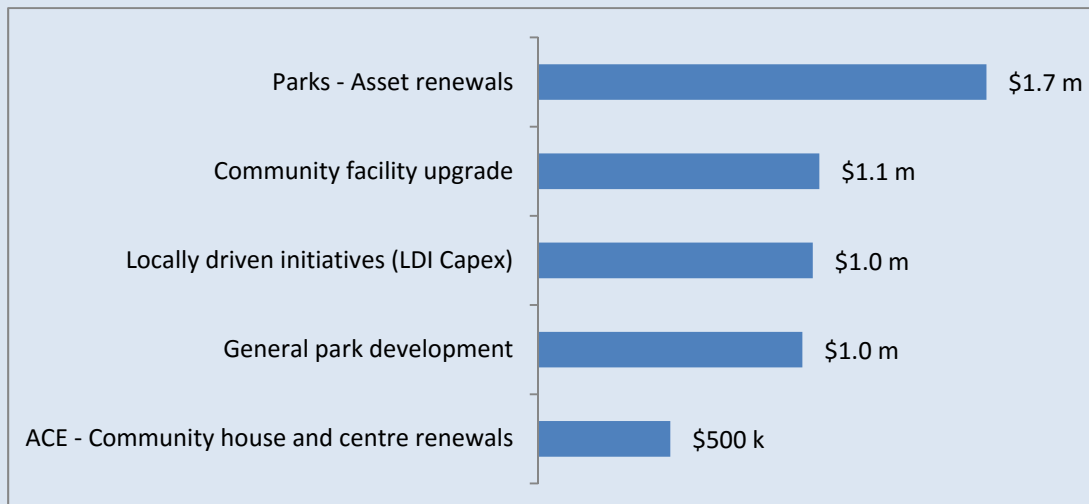 Parks - Asset renewals $1.7 m
Community facility upgrade $1.1 m
Locally driven initiatives (LDI Capex) $1.0 m
General park development $1.0 m
ACE - Community house and centre renewals $500 k